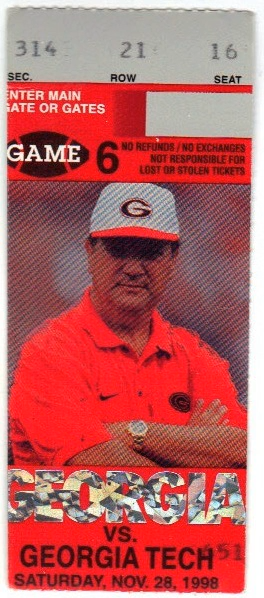 314 21 16
SEC. ROW SEAT
ENTER MAIN
GATE OR GATES
GAME 6
NO REFUNDS / NO EXCHANGES
NOT RESPONSIBLE FOR
LOST OR STOLEN TICKETS
G
G
GEORGIA
VS.
GEORGIA TECH
SATURDAY, NOV. 28, 1998